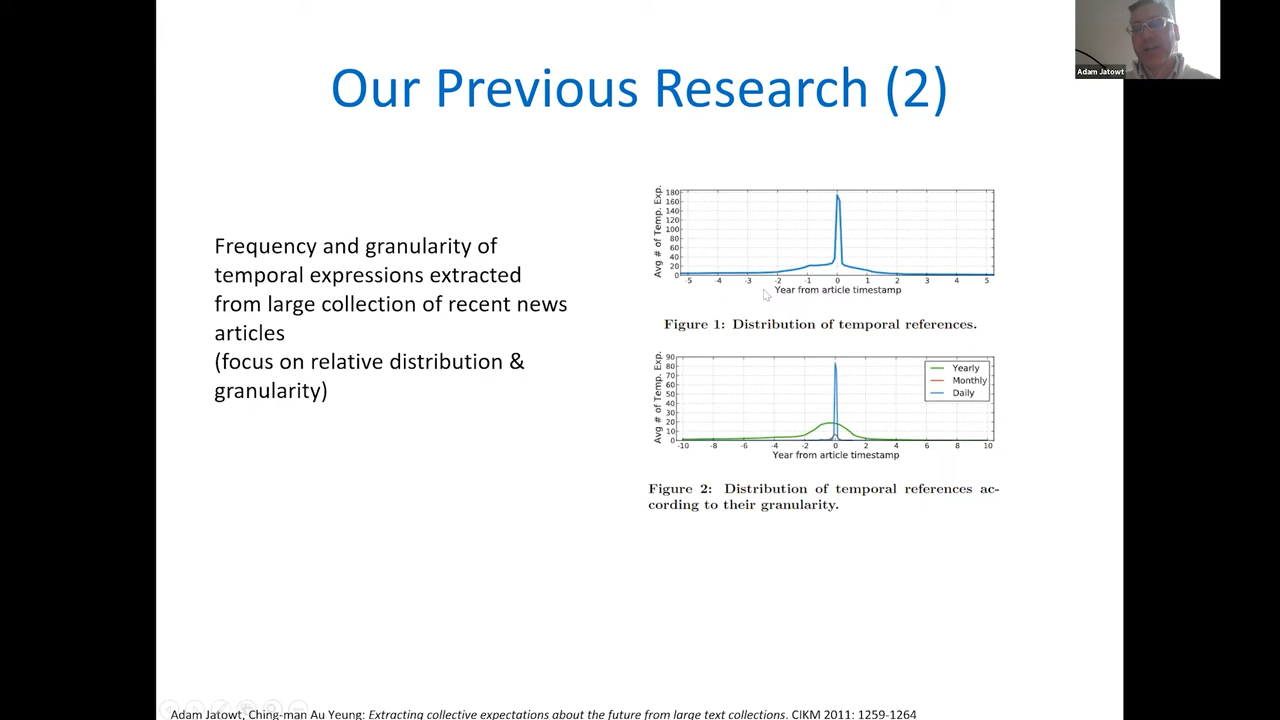 Adam Jatowt
Our Previous Research (2)
Frequency and granularity of
temporal expressions extracted
from large collection of recent news
articles
(focus on relative distribution &
granularity)
Avg # of Temp. Exp.
180
160
140
120
100
80
60
40
20
0
-5 -4 -3 -2 -1 0 1 2 3 4 5
Year from article timestamp
Figure 1: Distribution of temporal references.
Avg # of Temp. Exp.
90
80
70
60
50
40
30
20
10
0
Yearly
Monthly
Daily
-10 -8 -6 -4 -2 0 2 4 6 8 10
Year from article timestamp
Figure 2: Distribution of temporal references ac-
cording to their granularity.
Adam Jatowt, Ching-man Au Yeung: Extracting collective expectations about the future from large text collections. CIKM 2011: 1259-1264